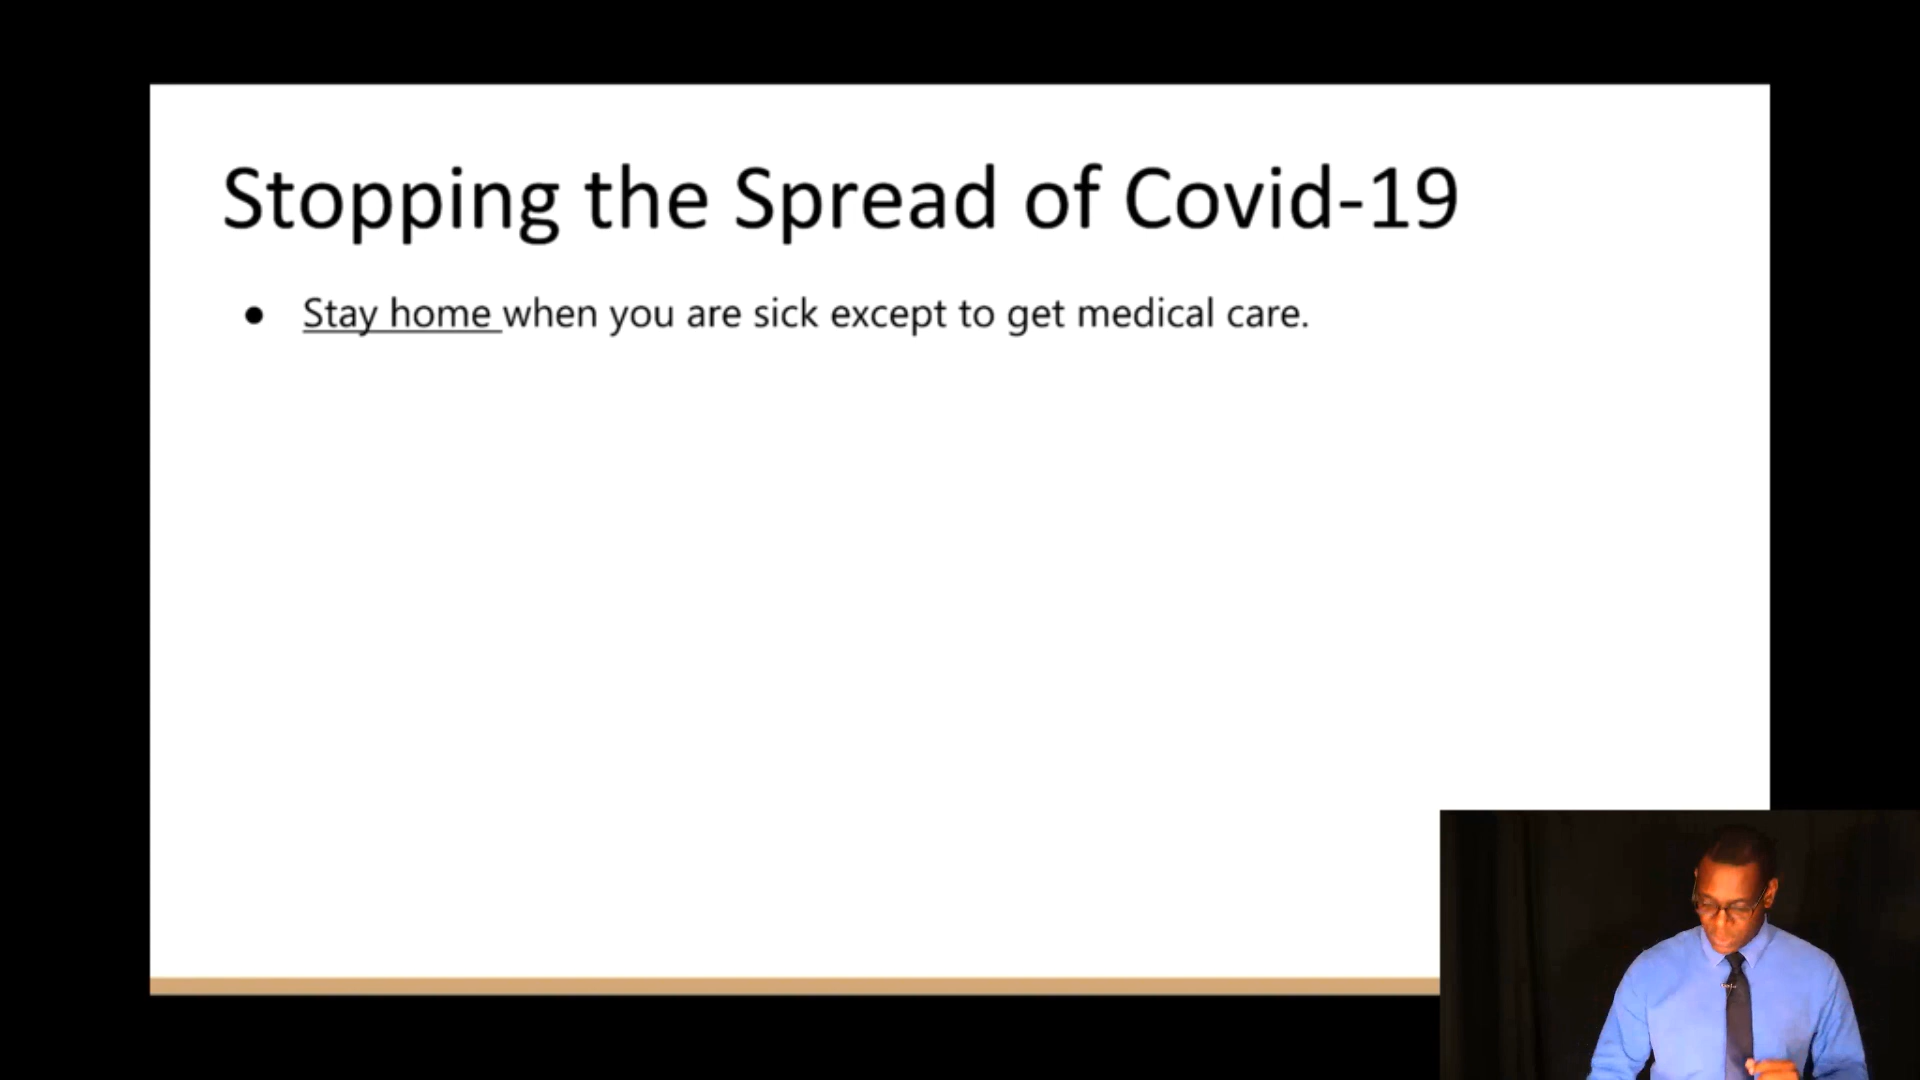 Stopping the Spread of Covid-19
● Stay home when you are sick except to get medical care.